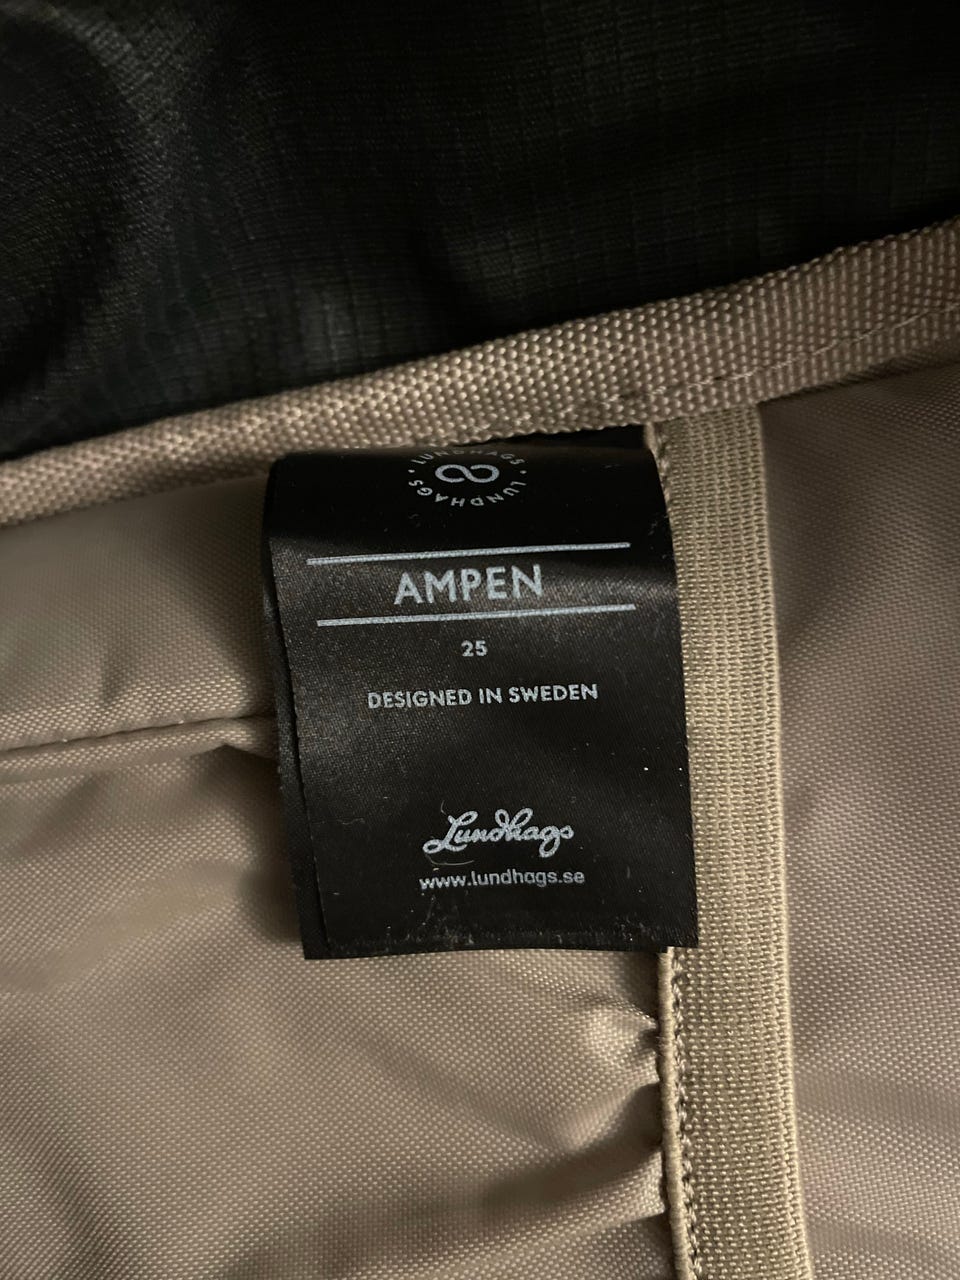 LUNDHAGS · LUNDHAGS ·
AMPEN
25
DESIGNED IN SWEDEN
Lundhags
www.lundhags.se